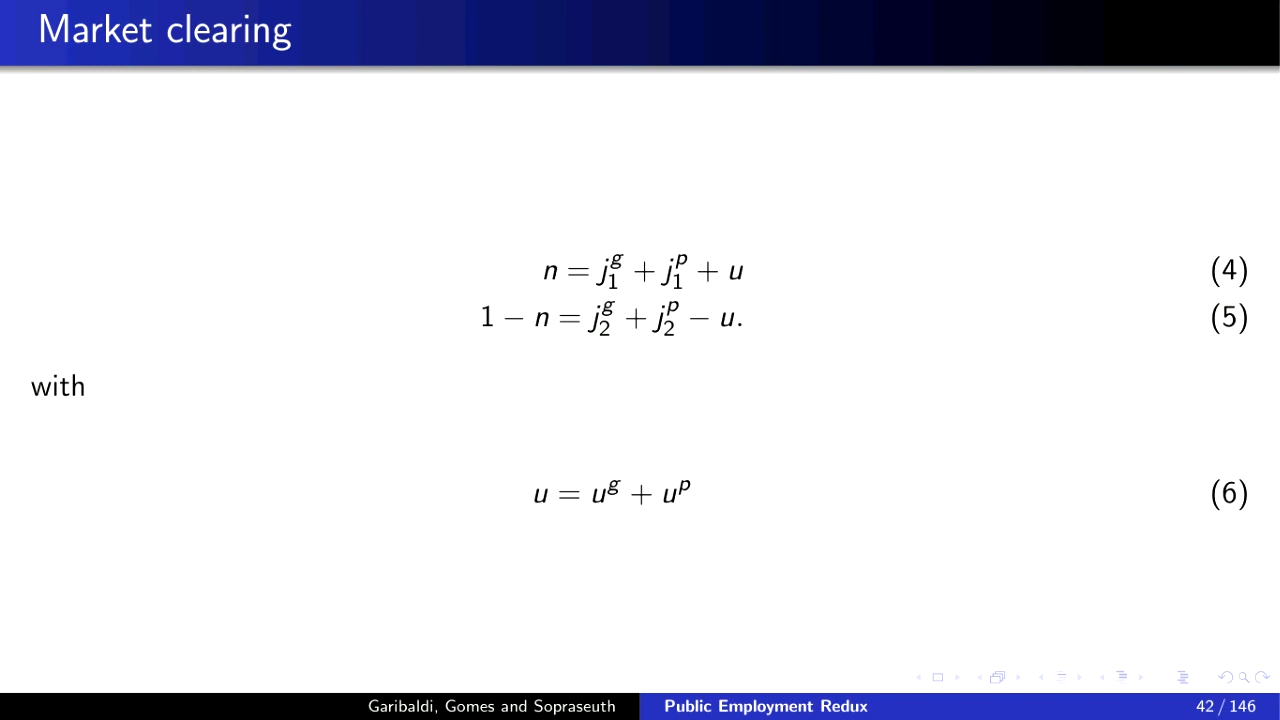 Market clearing
n = j_1^g + j_1^p + u (4)
1 − n = j_2^g + j_2^p − u. (5)
with
u = u^g + u^p (6)
Garibaldi, Gomes and Sopraseuth Public Employment Redux 42 / 146